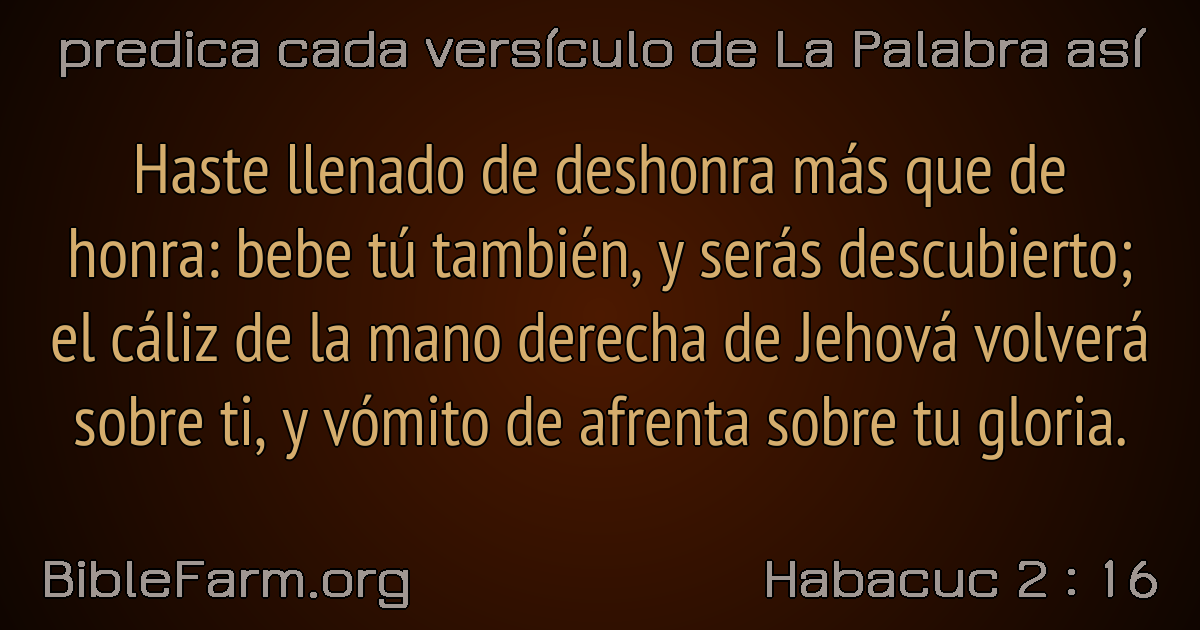 predica cada versículo de La Palabra así
Haste llenado de deshonra más que de
honra: bebe tú también, y serás descubierto;
el cáliz de la mano derecha de Jehová volverá
sobre ti, y vómito de afrenta sobre tu gloria.
BibleFarm.org
Habacuc 2 : 16